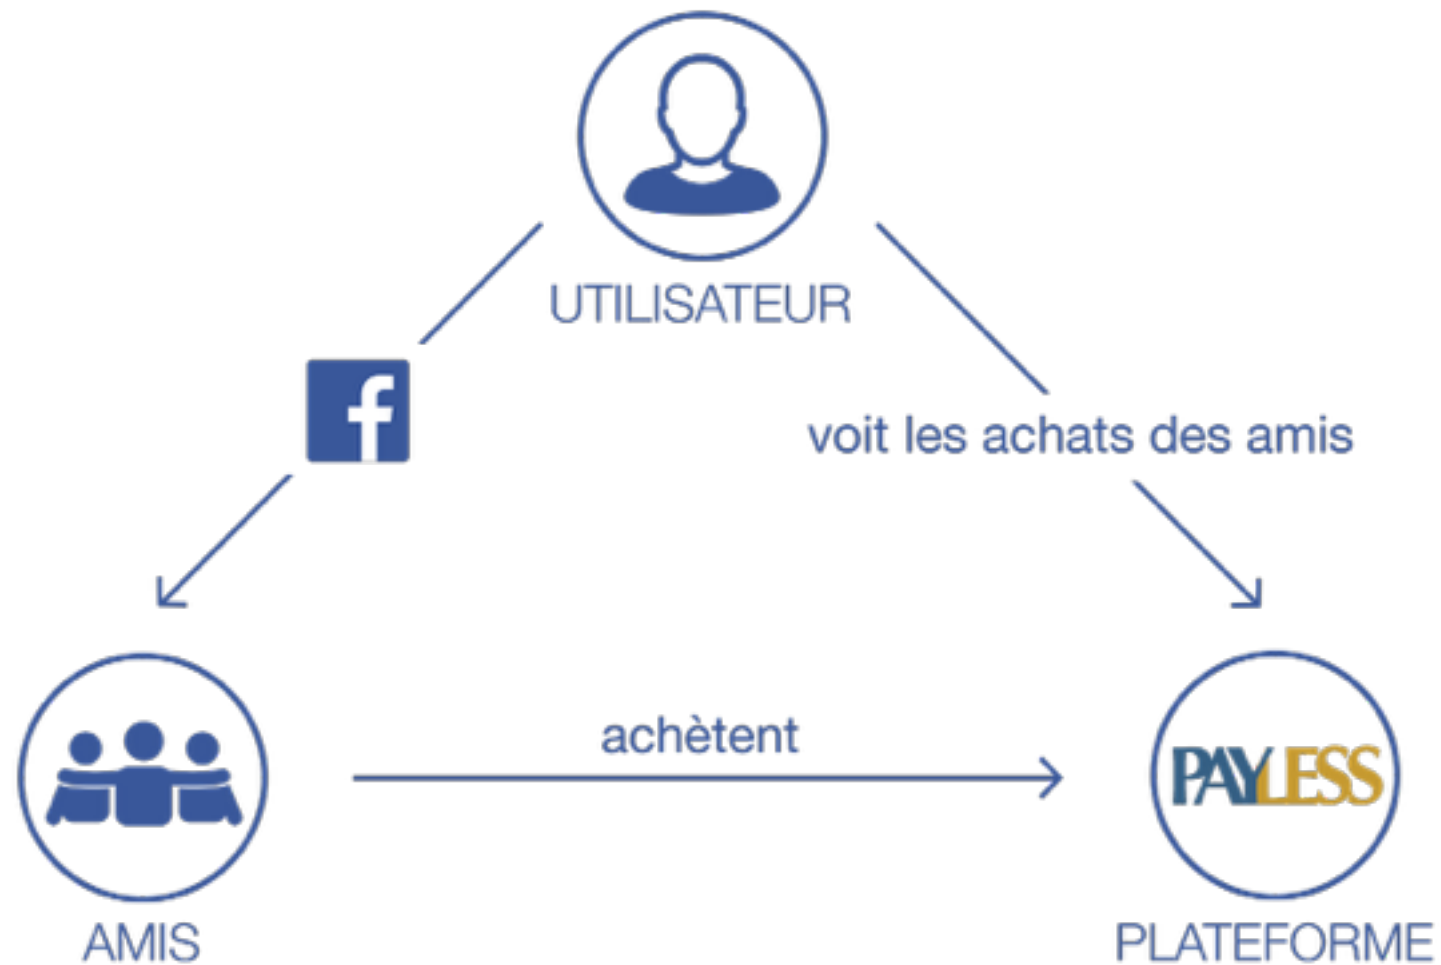 UTILISATEUR
f
voit les achats des amis
achètent
PAYLESS
AMIS
PLATEFORME